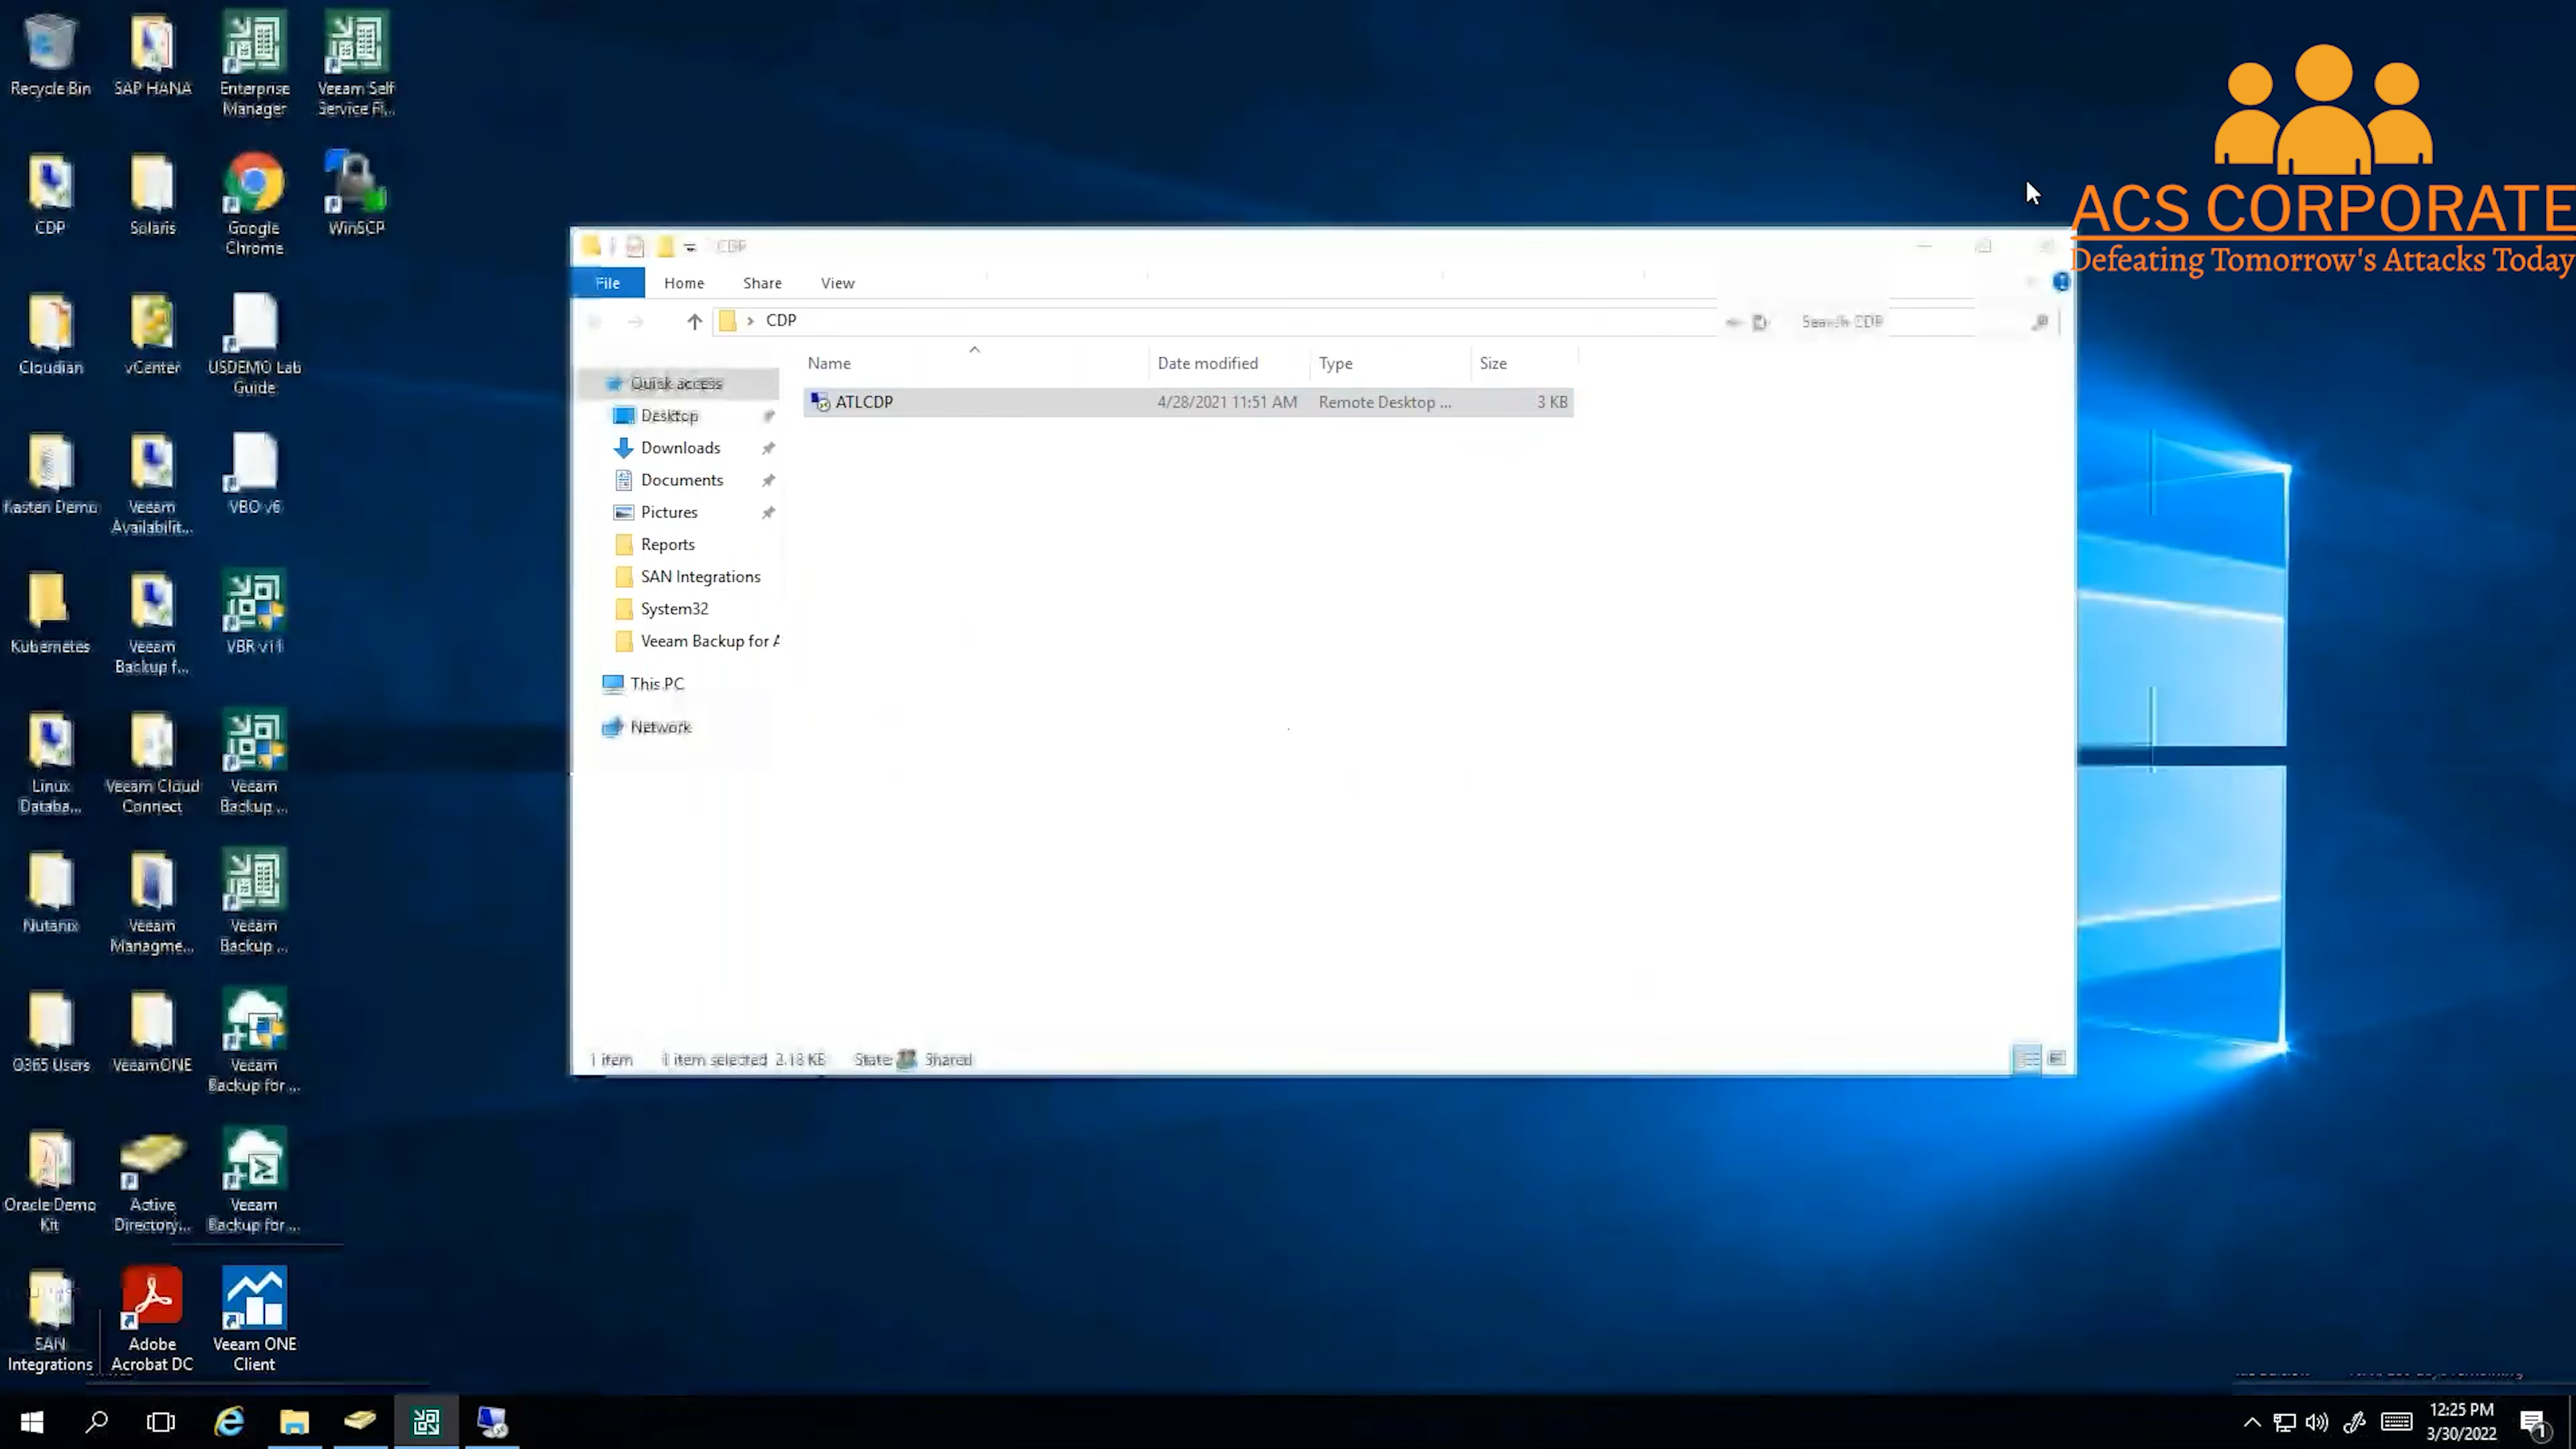 Recycle Bin
SAP HANA
Enterprise
Manager
Veeam Self
Service Fl...
CDP
Solaris
Google
Chrome
WinSCP
Cloudian
vCenter
USDEMO Lab
Guide
Kasten Demo
Veeam
Availabilit...
VBO v6
Kubernetes
Veeam
Backup f...
VBR v11
Linux
Databa...
Veeam Cloud
Connect
Veeam
Backup ...
Nutanix
Veeam
Managme...
Veeam
Backup ...
O365 Users
VeeamONE
Veeam
Backup for ...
Oracle Demo
Kit
Active
Directory...
Veeam
Backup for ...
SAN
Integrations
Adobe
Acrobat DC
Veeam ONE
Client
CDP
File Home Share View
CDP
Search CDP
Name Date modified Type Size
ATLCDP 4/28/2021 11:51 AM Remote Desktop ... 3 KB
Quick access
Desktop
Downloads
Documents
Pictures
Reports
SAN Integrations
System32
Veeam Backup for A
This PC
Network
1 item 1 item selected 3.18 KB State: Shared
ACS CORPORATE
Defeating Tomorrow's Attacks Today
12:25 PM
3/30/2022
1